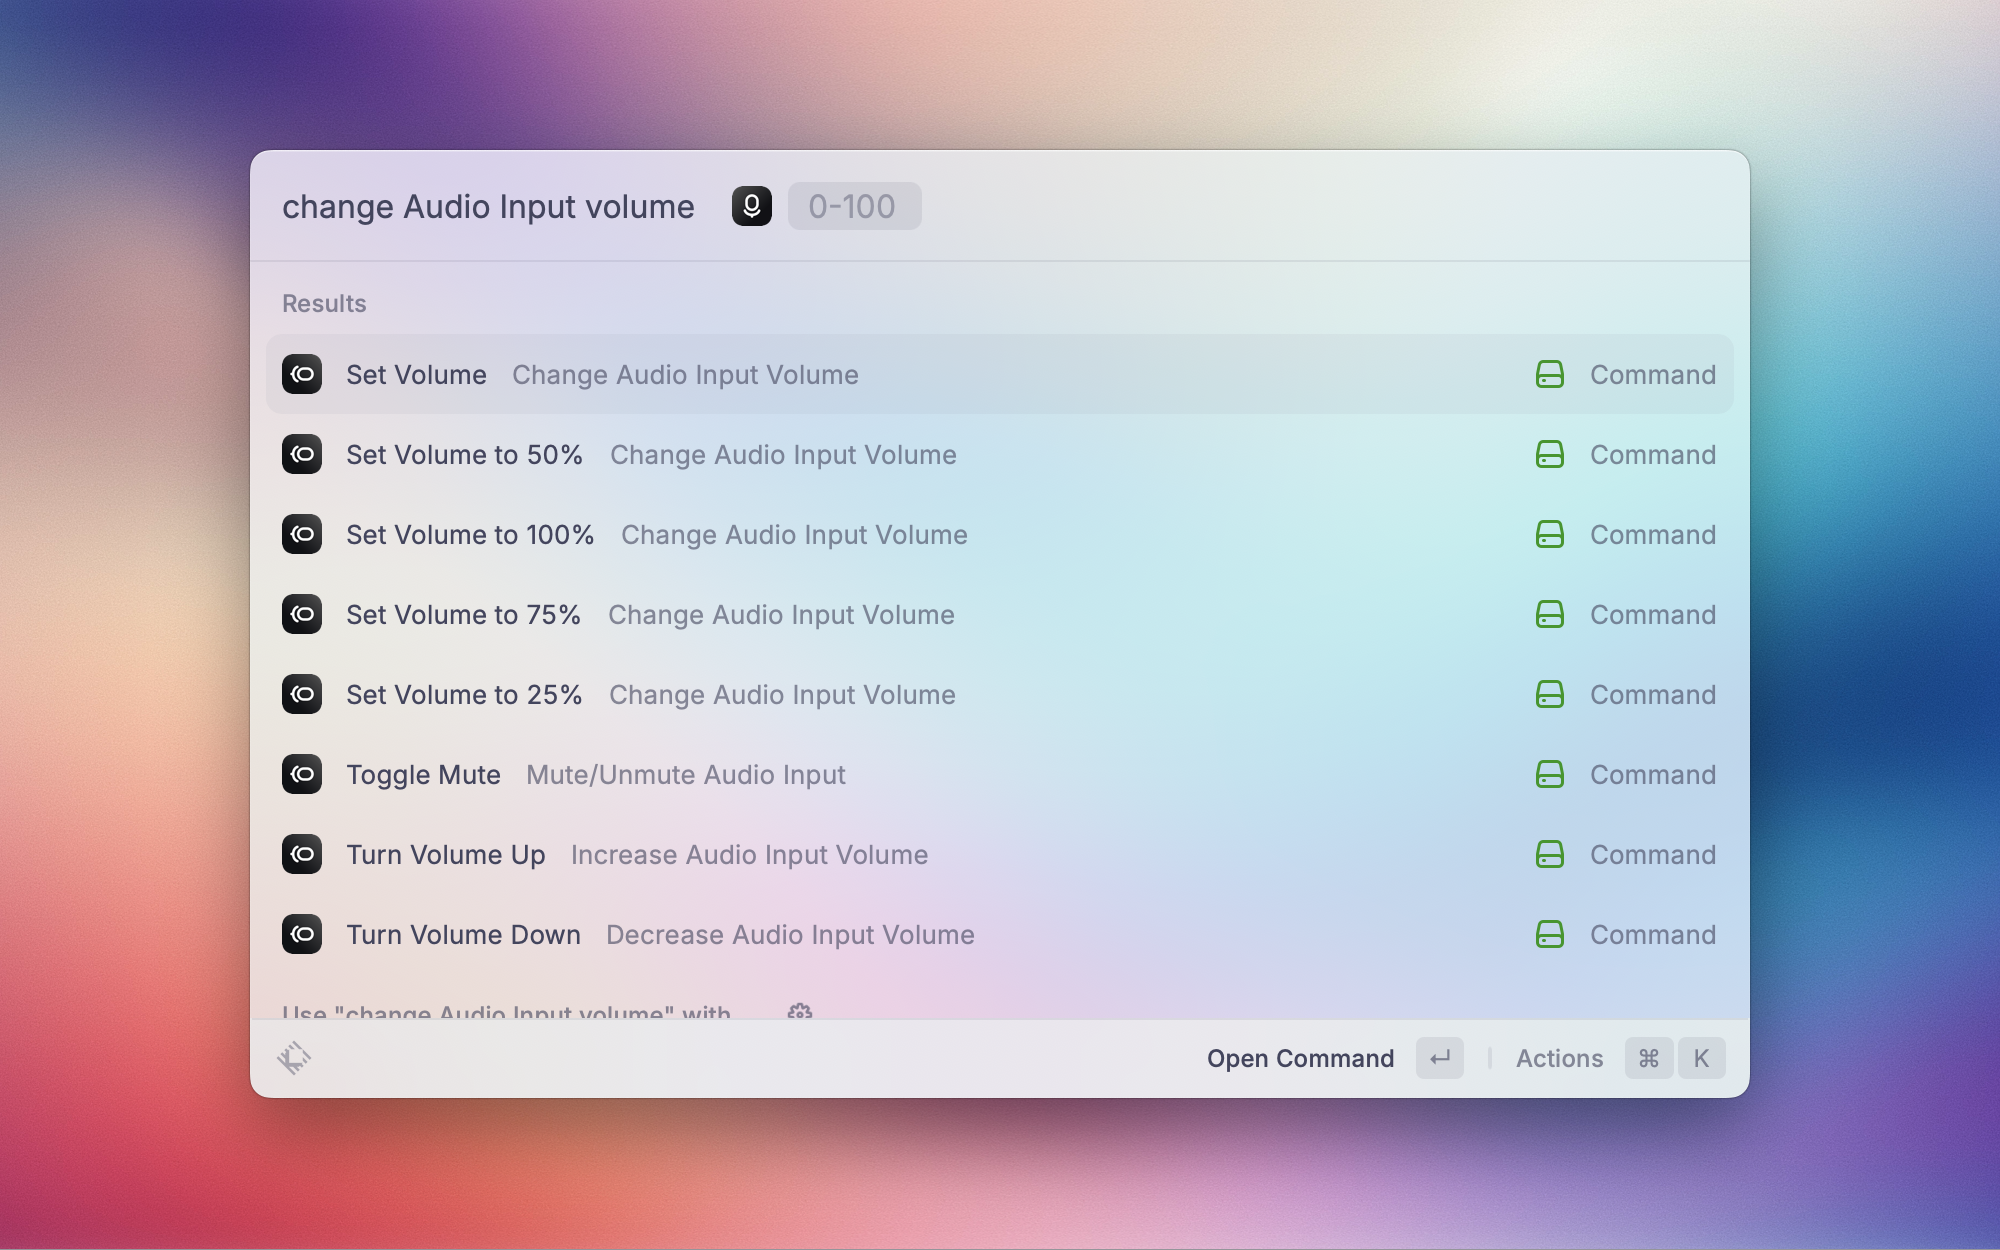 change Audio Input volume 0-100
Results
Set Volume Change Audio Input Volume Command
Set Volume to 50% Change Audio Input Volume Command
Set Volume to 100% Change Audio Input Volume Command
Set Volume to 75% Change Audio Input Volume Command
Set Volume to 25% Change Audio Input Volume Command
Toggle Mute Mute/Unmute Audio Input Command
Turn Volume Up Increase Audio Input Volume Command
Turn Volume Down Decrease Audio Input Volume Command
Use "change Audio Input volume" with
Open Command ↵ Actions ⌘ K